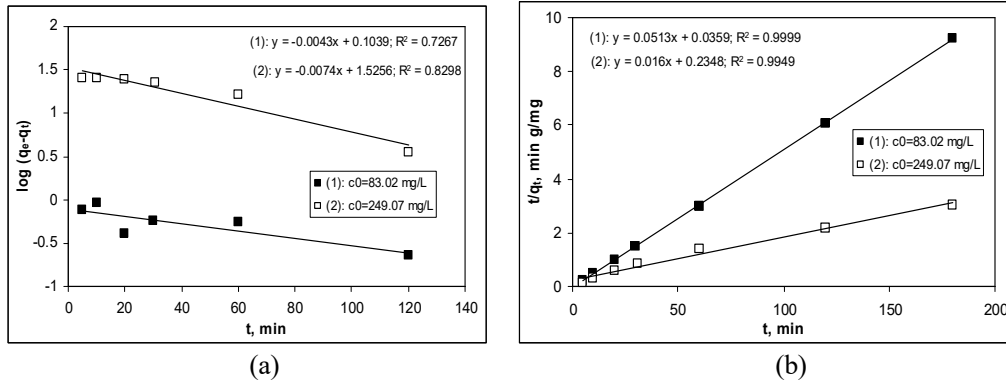 (1): y = -0.0043x + 0.1039; R² = 0.7267
(2): y = -0.0074x + 1.5256; R² = 0.8298
2
1.5
1
0.5
0
-0.5
-1
log (qe-qt)
(1): c0=83.02 mg/L
(2): c0=249.07 mg/L
0 20 40 60 80 100 120 140
t, min
(a)
(1): y = 0.0513x + 0.0359; R² = 0.9999
(2): y = 0.016x + 0.2348; R² = 0.9949
10
8
6
4
2
0
t/qt, min g/mg
(1): c0=83.02 mg/L
(2): c0=249.07 mg/L
0 50 100 150 200
t, min
(b)